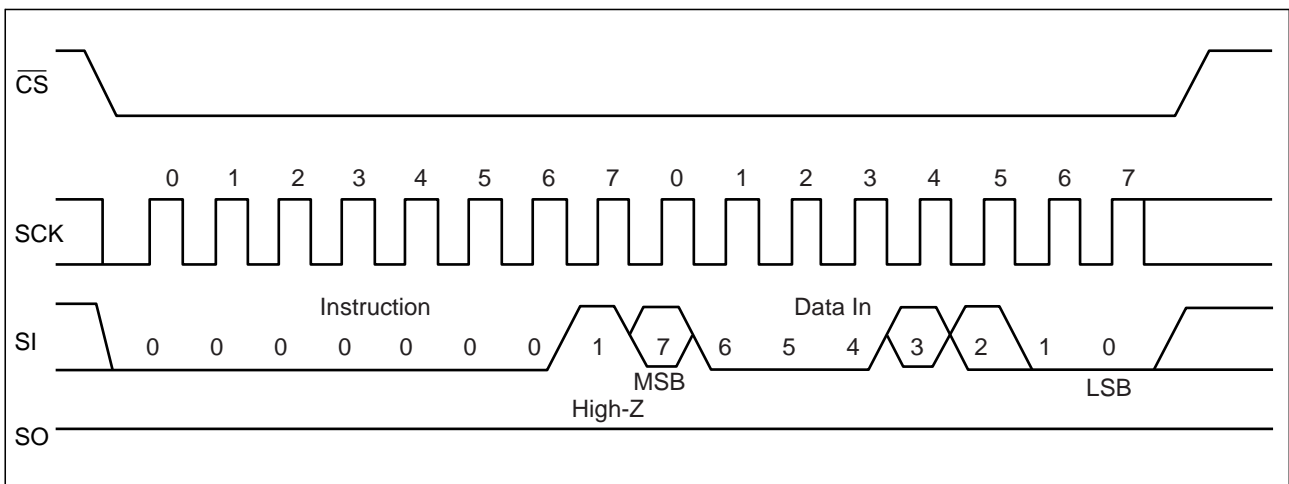 CS
0 1 2 3 4 5 6 7 0 1 2 3 4 5 6 7
SCK
Instruction Data In
SI
0 0 0 0 0 0 0 1 7 6 5 4 3 2 1 0
MSB LSB
High-Z
SO